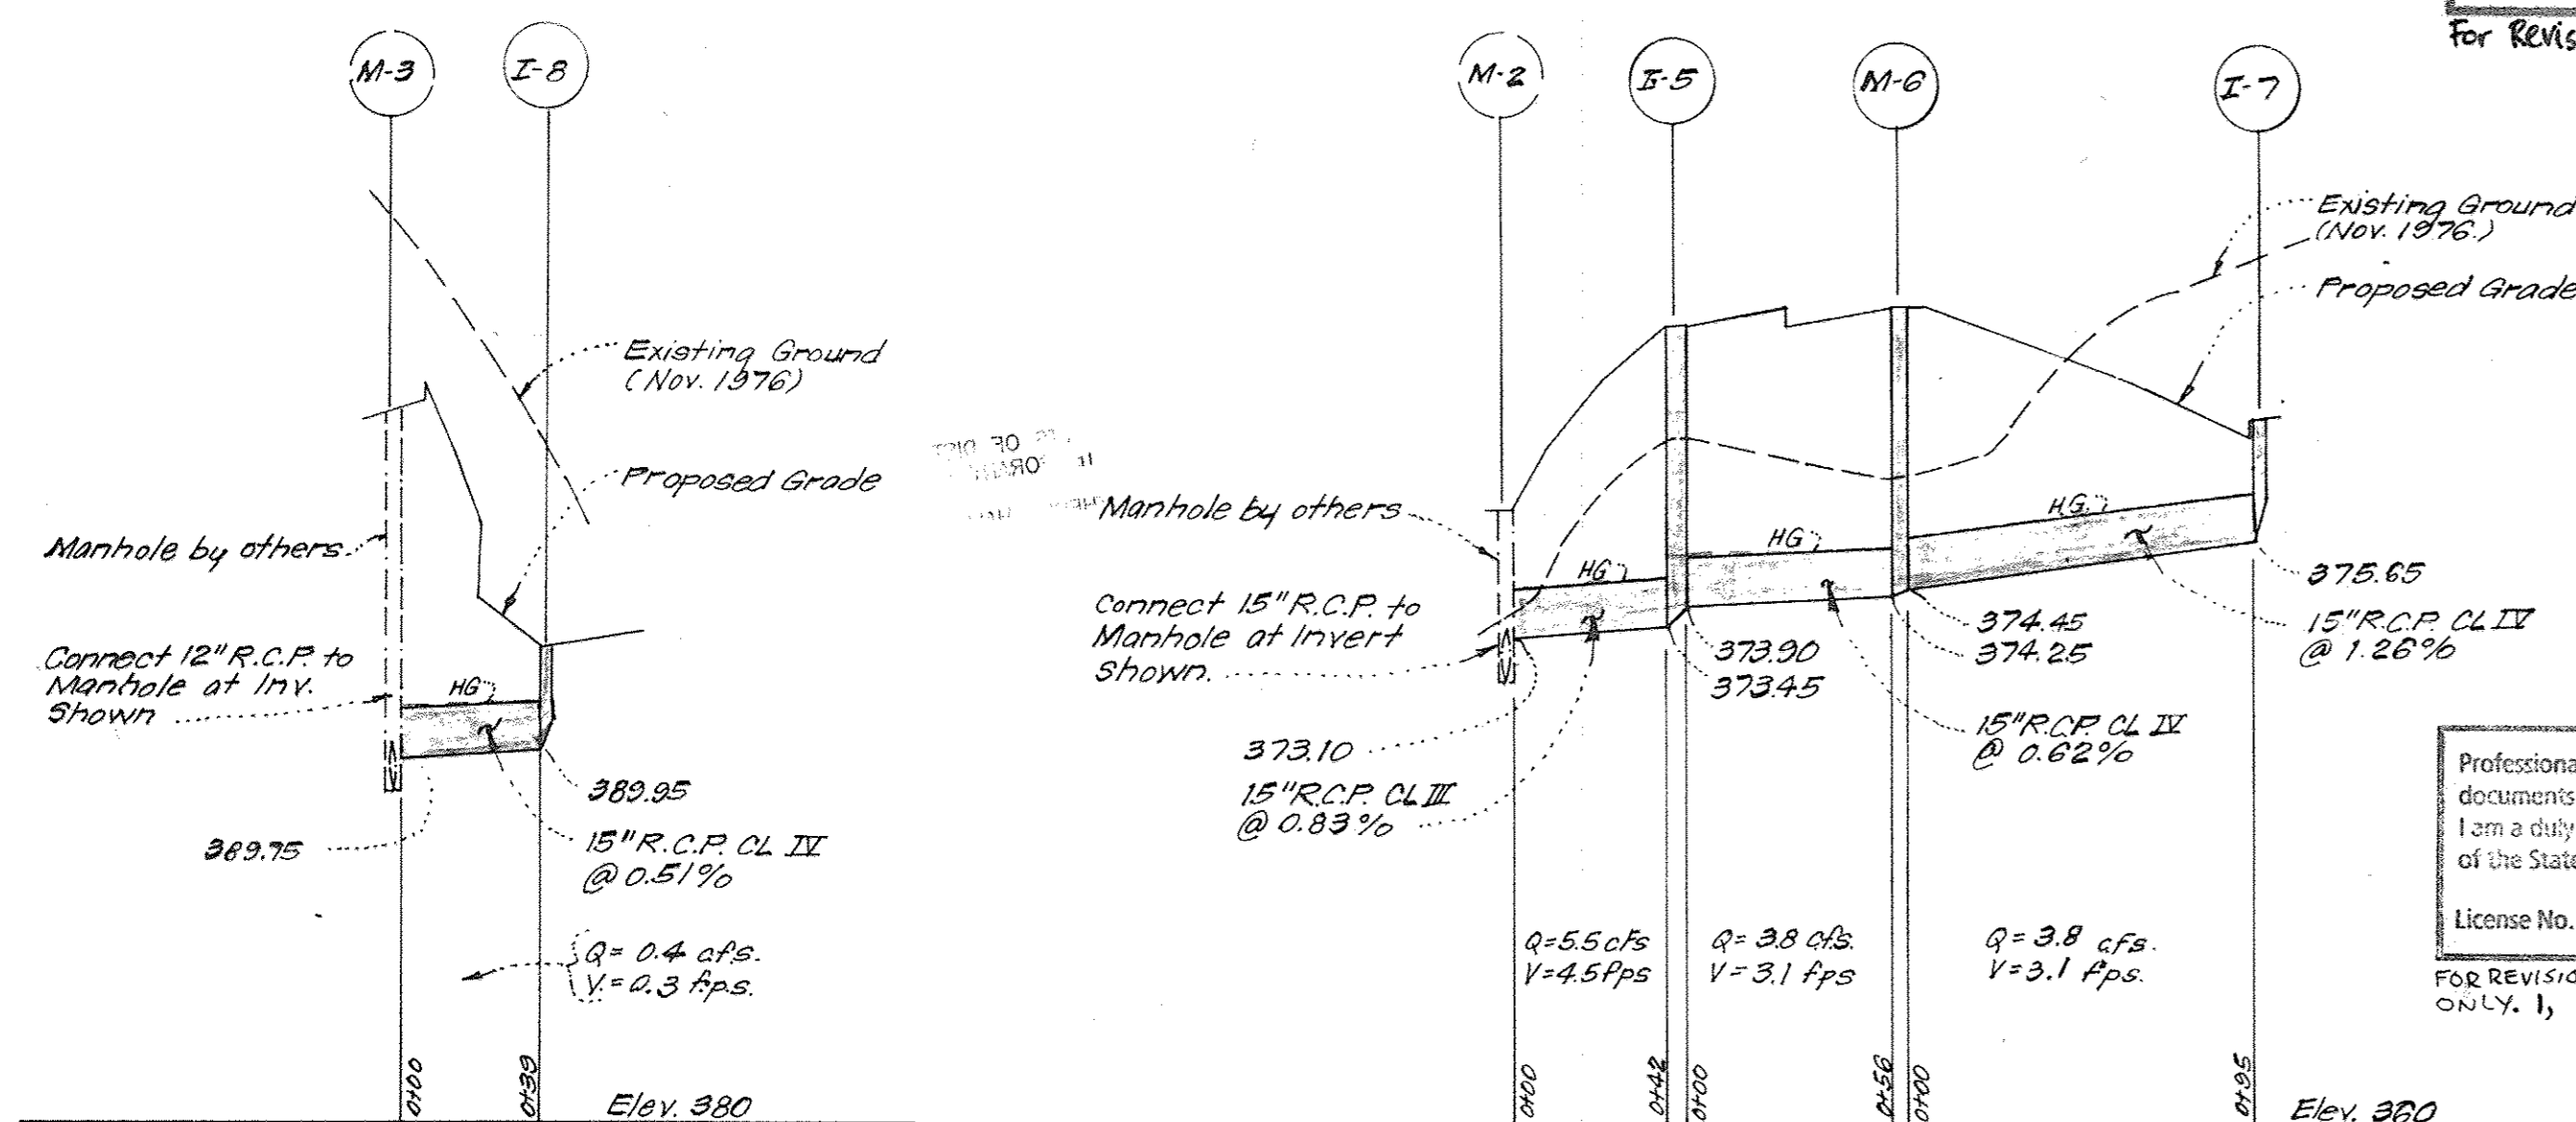 For Revis
M-3
I-8
M-2
I-5
M-6
I-7
Existing Ground
(Nov. 1976)
Proposed Grade
Manhole by others
Connect 12" R.C.P. to
Manhole at Inv.
Shown
HG
389.95
389.75
15" R.C.P. CL IV
@ 0.51%
Q = 0.4 cfs.
V = 0.3 f.p.s.
0+00
0+39
Elev. 380
Existing Ground
(Nov. 1976.)
Proposed Grade
Manhole by others
Connect 15" R.C.P. to
Manhole at Invert
Shown.
HG
HG
HG
373.10
15" R.C.P. CL III
@ 0.83%
373.90
373.45
374.45
374.25
15" R.C.P. CL IV
@ 0.62%
375.65
15" R.C.P. CL IV
@ 1.26%
Q=5.5 cfs
V=4.5 fps
Q = 3.8 cfs.
V = 3.1 fps
Q = 3.8 cfs.
V = 3.1 fps.
0+00
0+42
0+00
0+56
0+00
0+95
Elev. 360
Professiona
documents
I am a duly
of the State
License No.
FOR REVISIO
ONLY. 1,